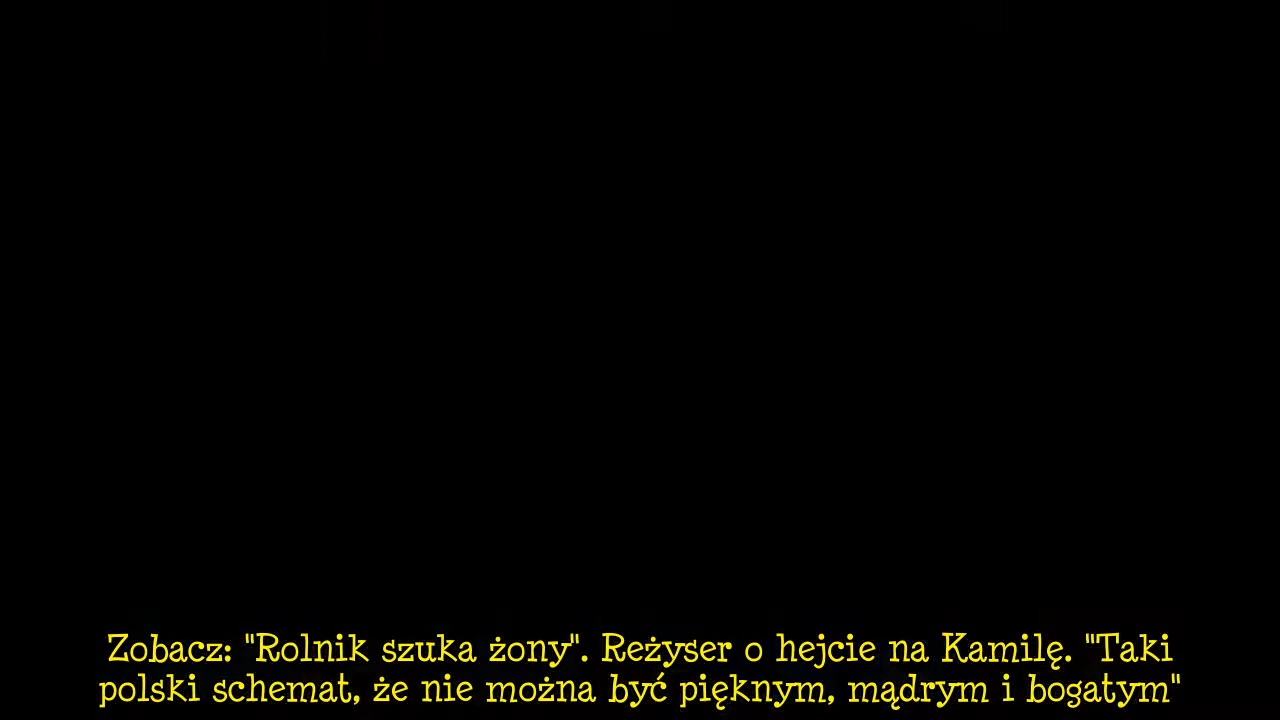 Zobacz: "Rolnik szuka żony". Reżyser o hejcie na Kamilę. "Taki
polski schemat, że nie można być pięknym, mądrym i bogatym"